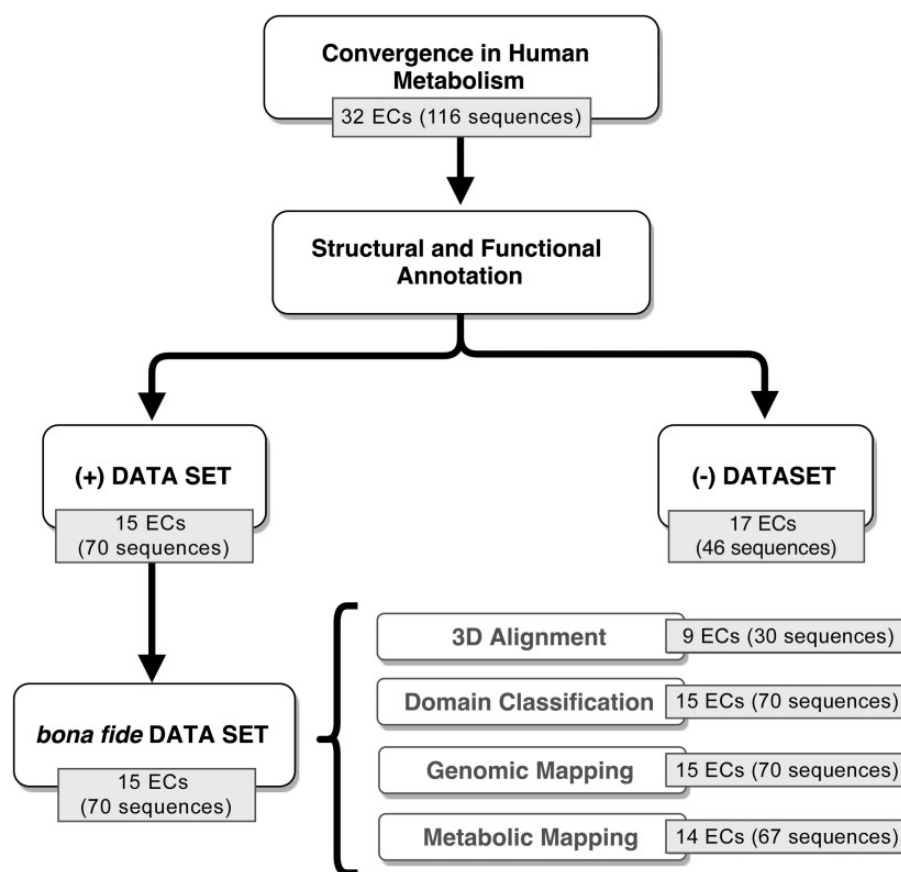 Convergence in Human
Metabolism
32 ECs (116 sequences)
Structural and Functional
Annotation
(+) DATA SET
15 ECs
(70 sequences)
(-) DATASET
17 ECs
(46 sequences)
bona fide DATA SET
15 ECs
(70 sequences)
3D Alignment
9 ECs (30 sequences)
Domain Classification
15 ECs (70 sequences)
Genomic Mapping
15 ECs (70 sequences)
Metabolic Mapping
14 ECs (67 sequences)